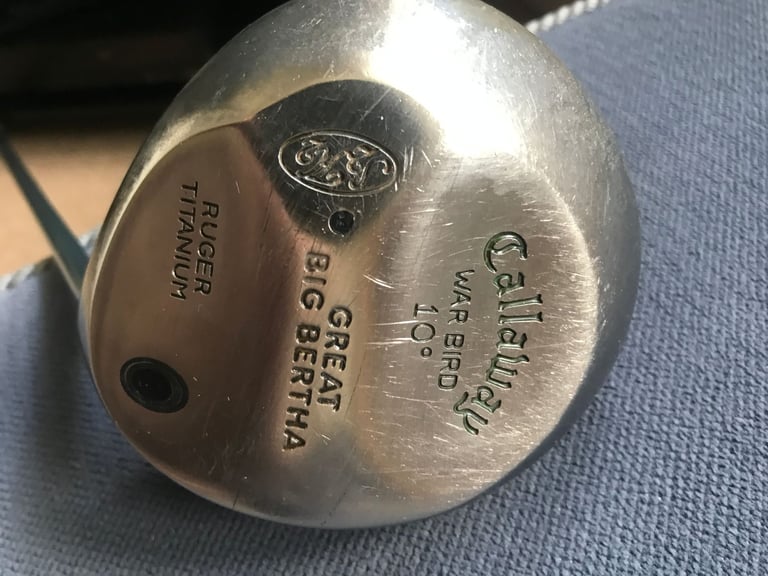 Callaway
WAR BIRD
10°
GREAT
BIG BERTHA
RUGER
TITANIUM